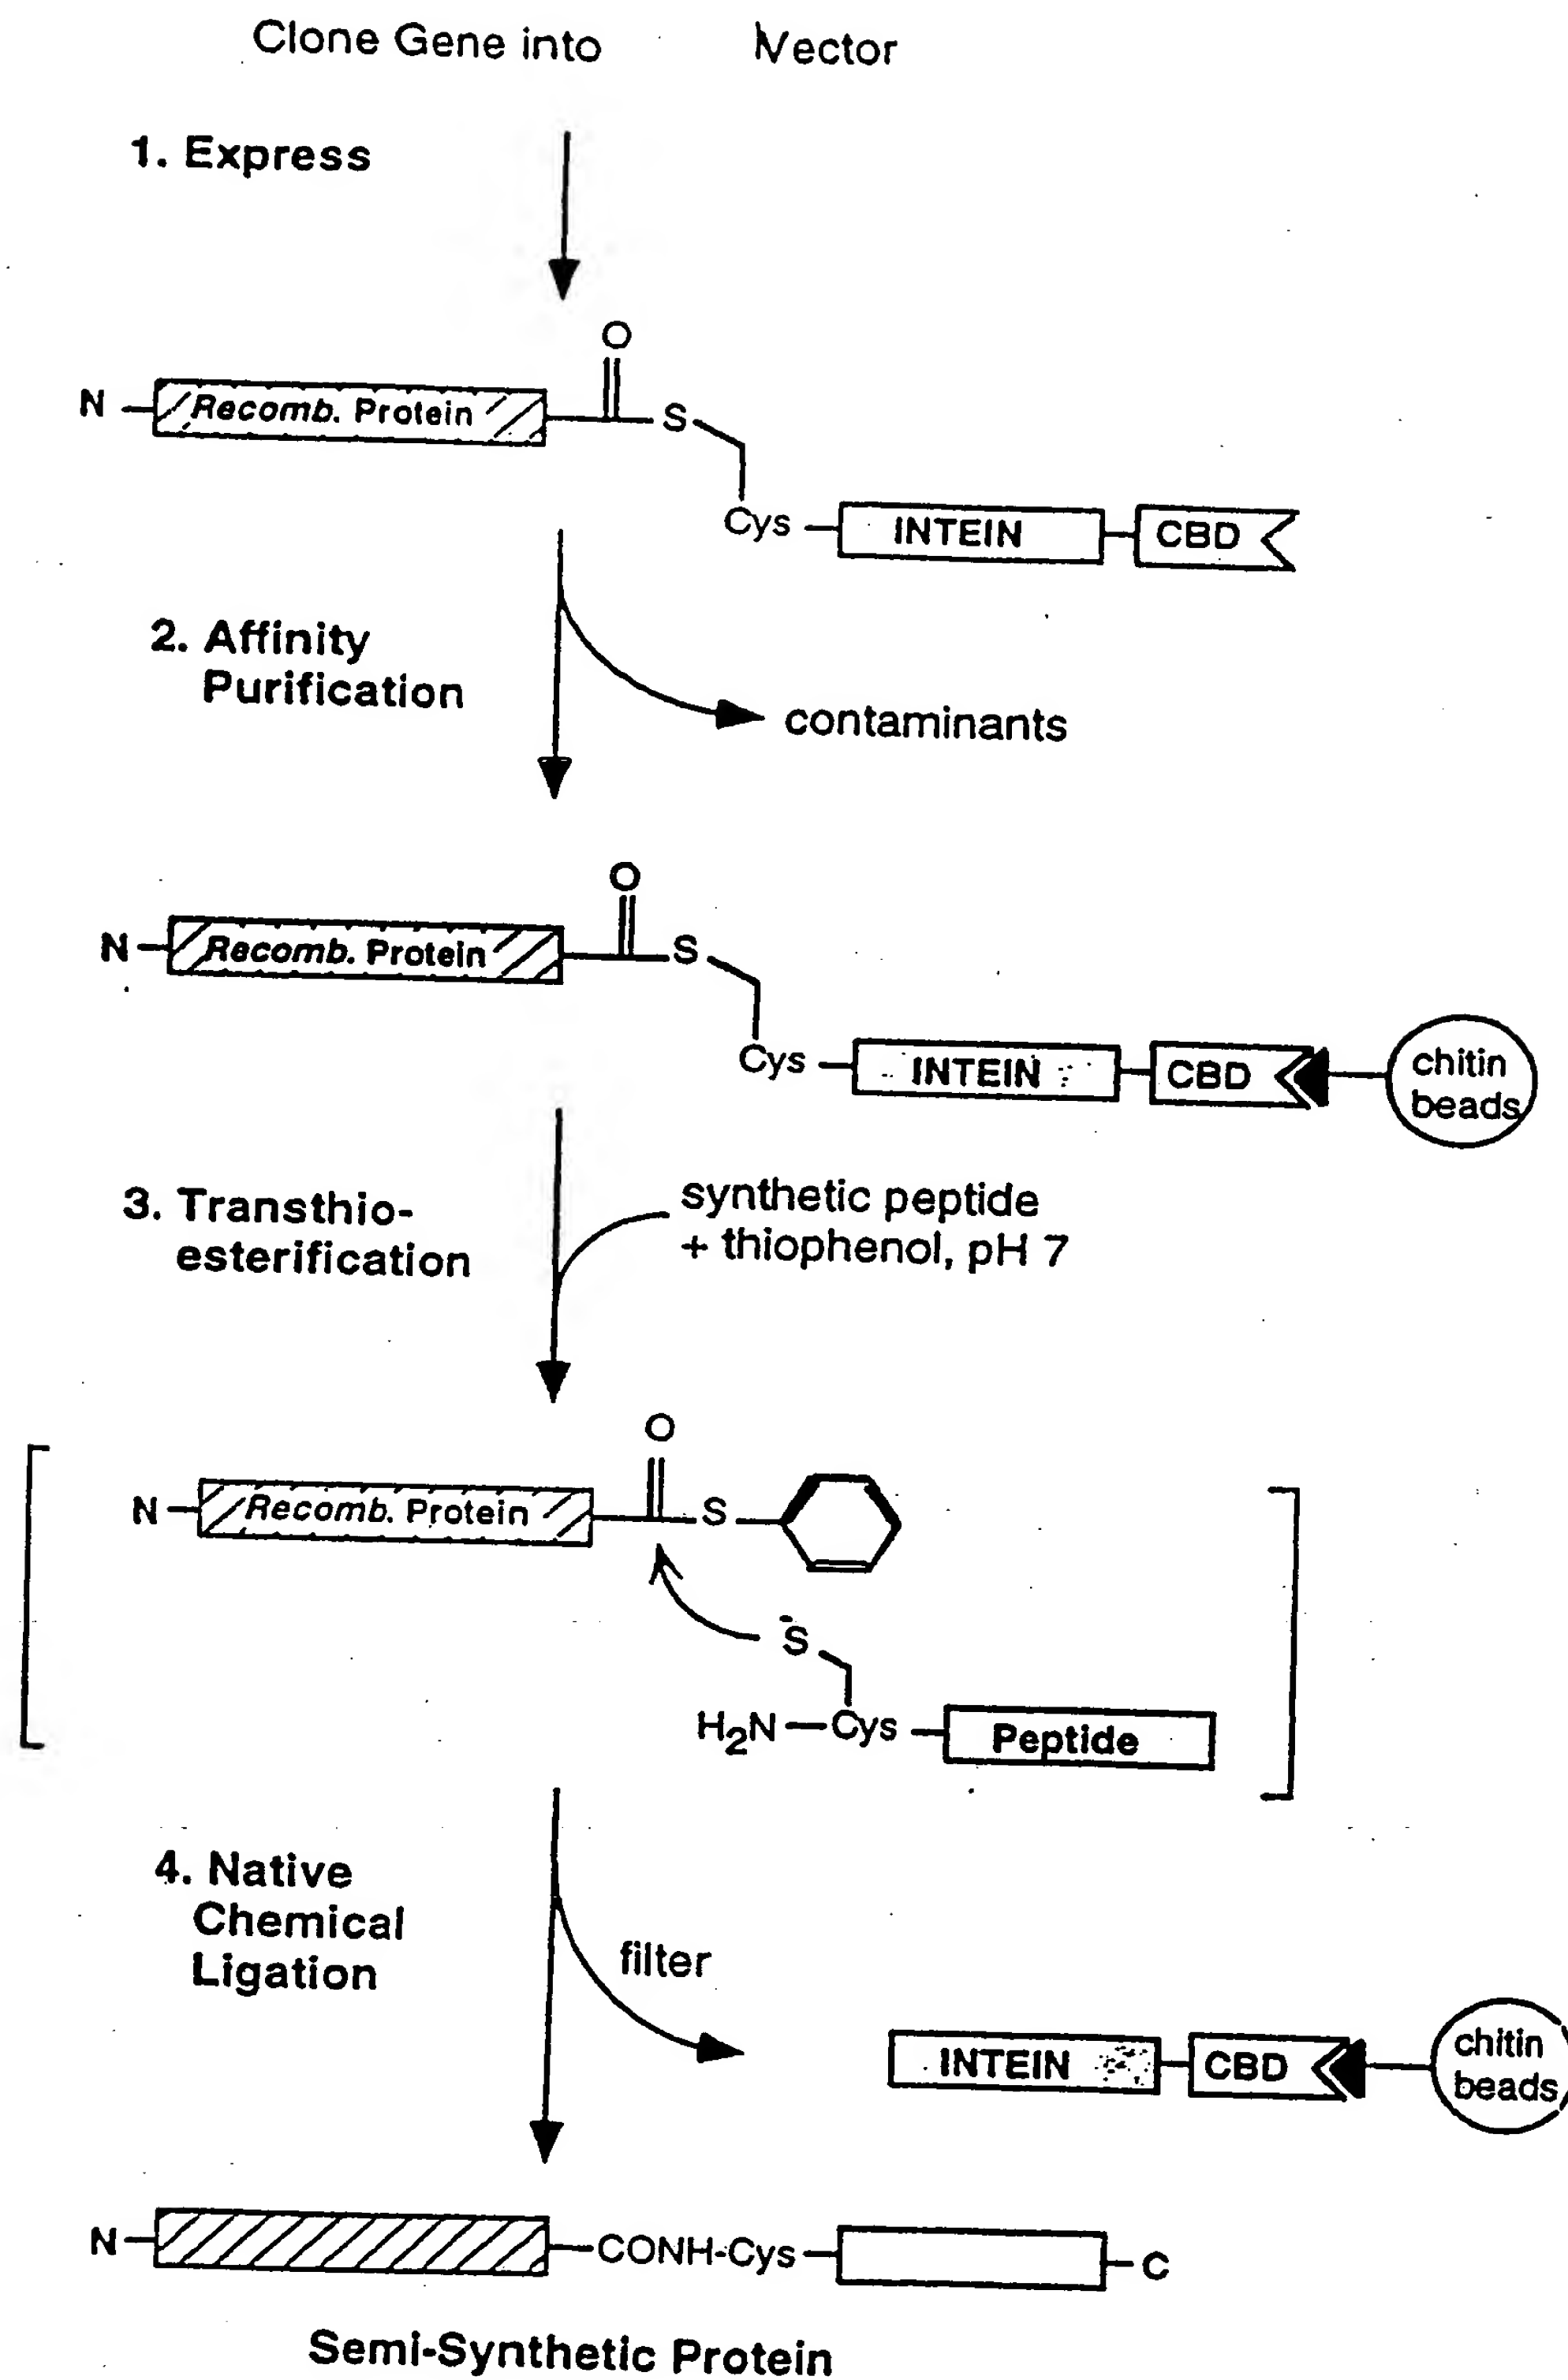 Clone Gene into Vector
1. Express
O
N Recomb. Protein S
Cys INTEIN CBD
2. Affinity
Purification
contaminants
O
N Recomb. Protein S
Cys INTEIN CBD chitin
beads
3. Transthio-
esterification
synthetic peptide
+ thiophenol, pH 7
O
N Recomb. Protein S
S̄
H₂N—Cys Peptide
4. Native
Chemical
Ligation
filter
INTEIN CBD chitin
beads
N CONH-Cys C
Semi-Synthetic Protein